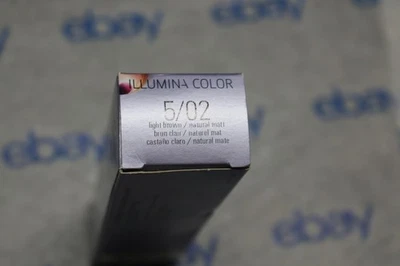 ebay
ebay
ILLUMINA COLOR
5/02
light brown / natural matt
brun clair / naturel mat
castaño claro / natural mate
ebay
ebay
ebay